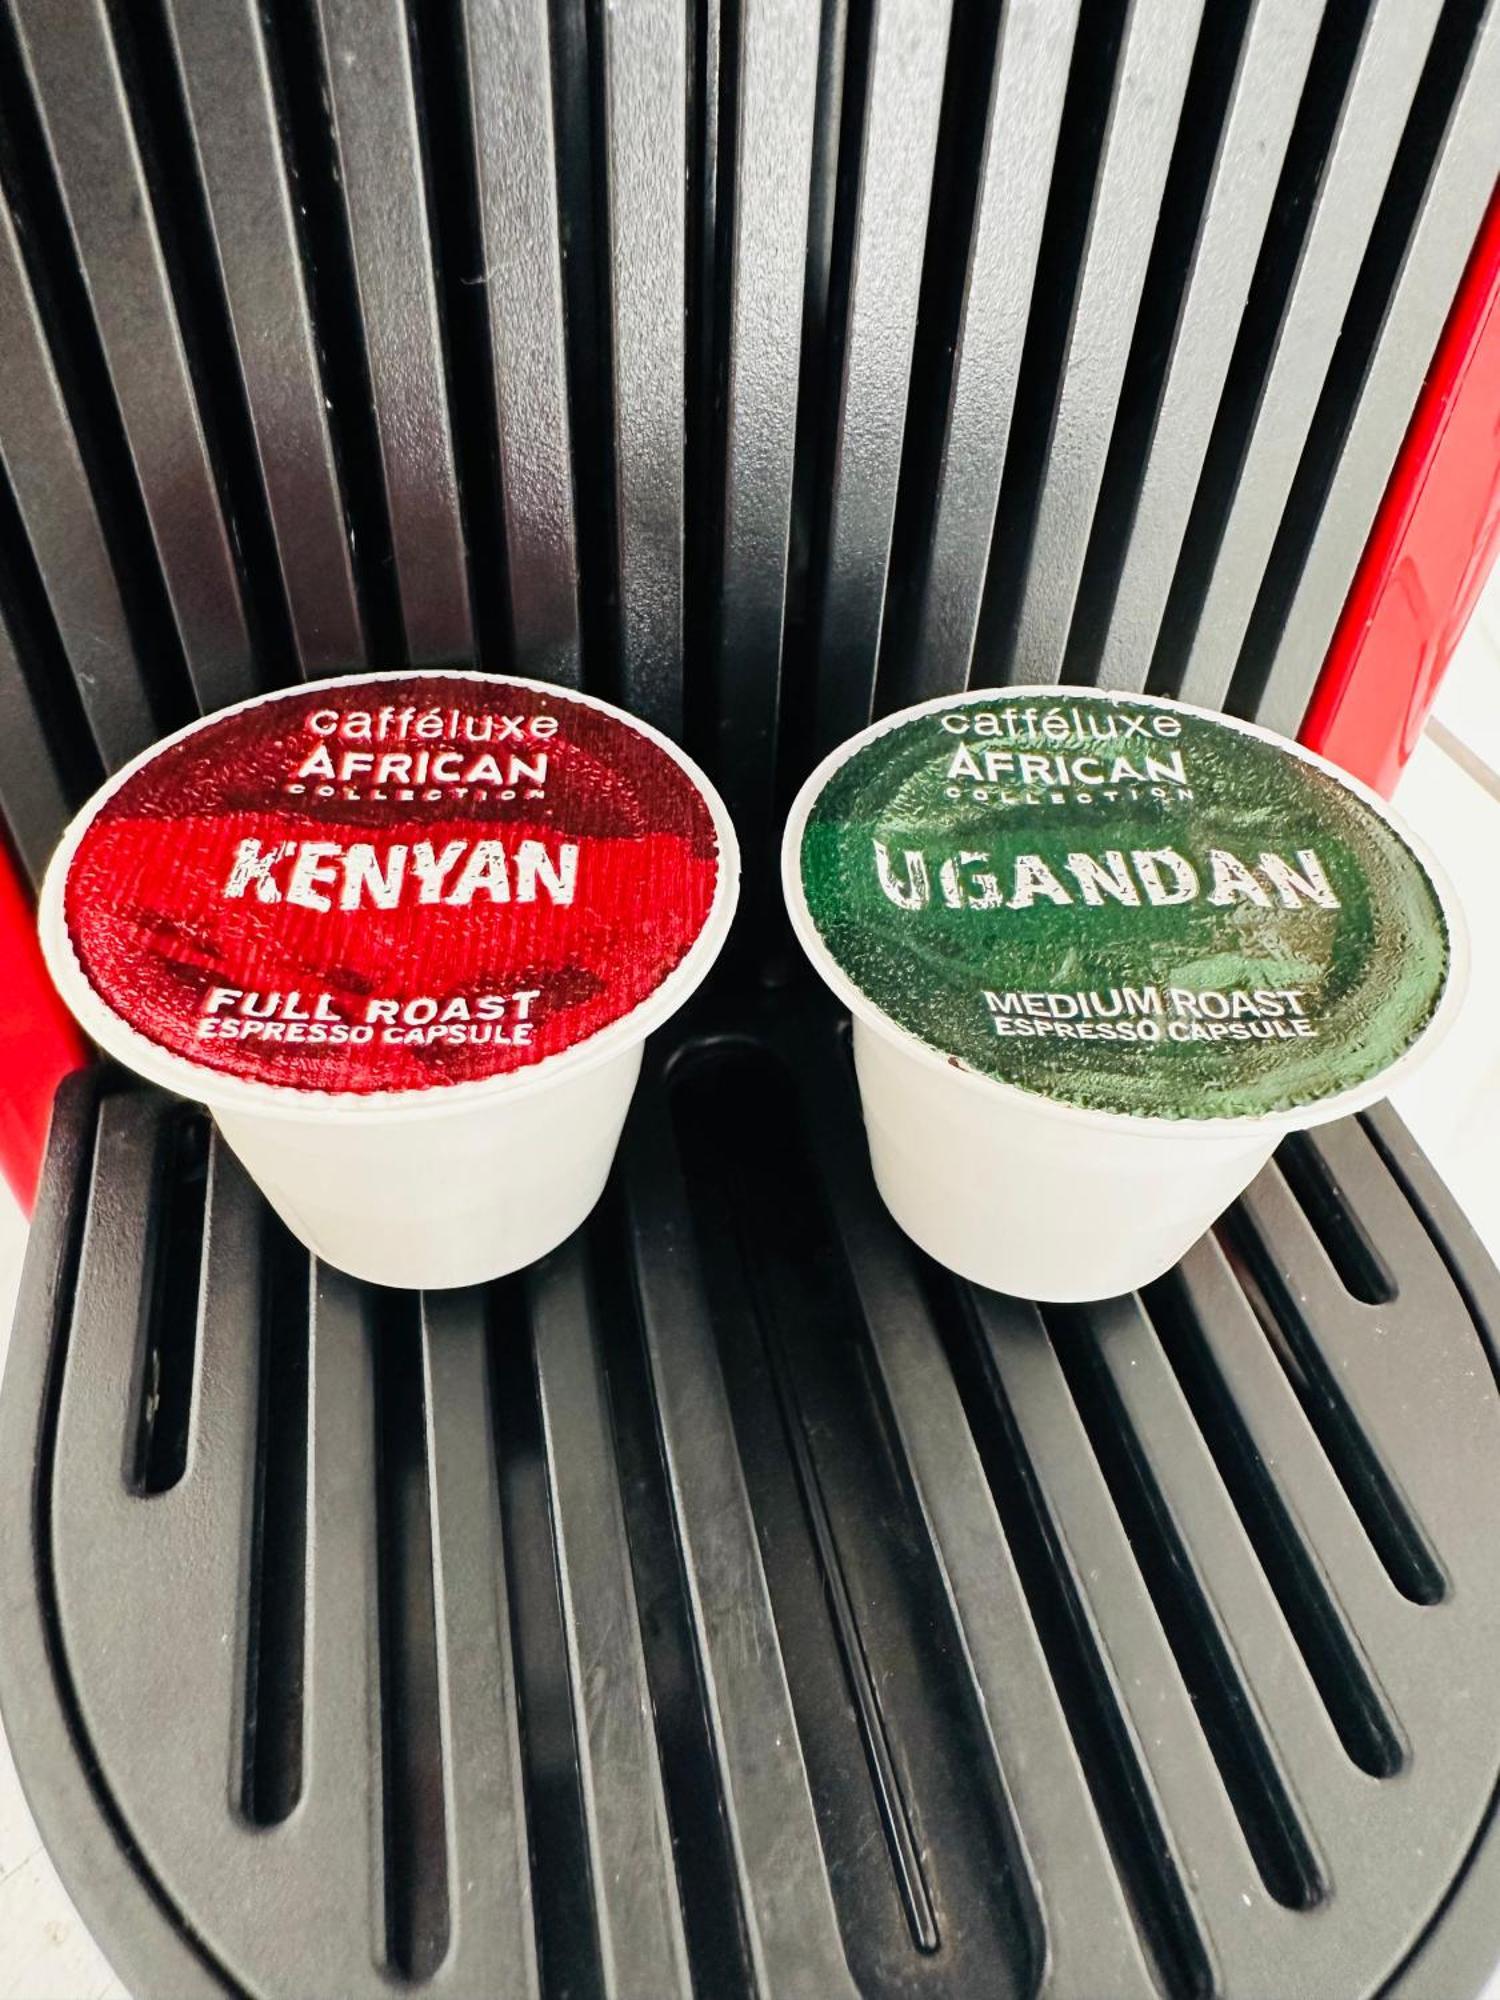 cafféluxe
AFRICAN
COLLECTION
KENYAN
FULL ROAST
ESPRESSO CAPSULE
cafféluxe
AFRICAN
COLLECTION
UGANDAN
MEDIUM ROAST
ESPRESSO CAPSULE